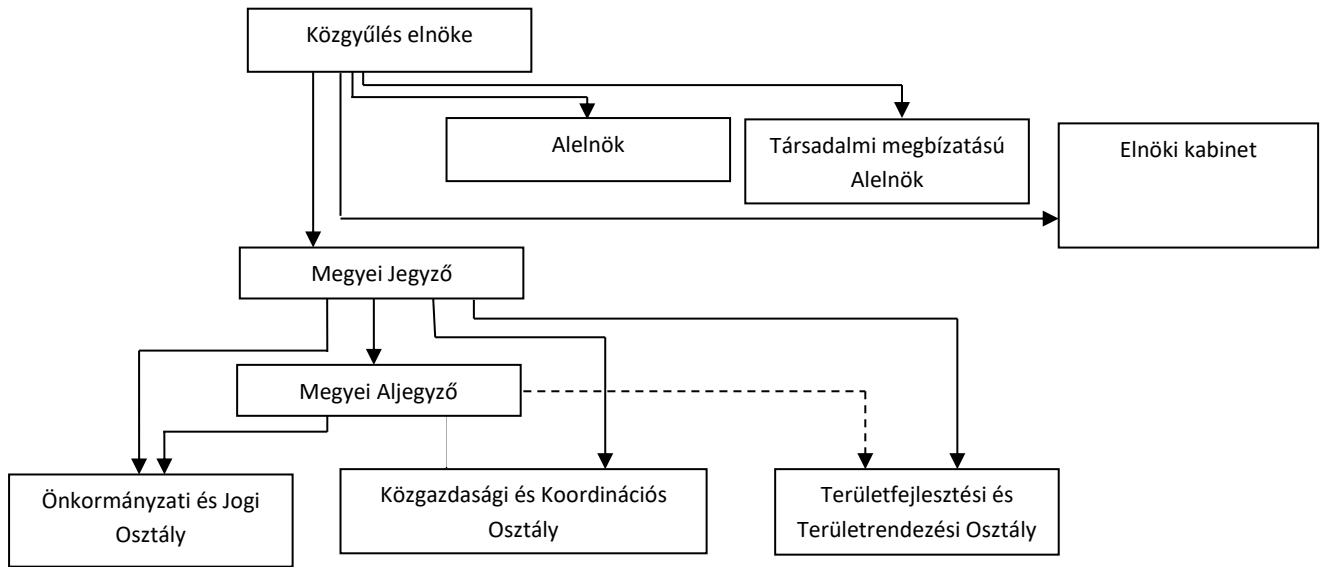 Közgyűlés elnöke
Alelnök
Társadalmi megbízatású
Alelnök
Elnöki kabinet
Megyei Jegyző
Megyei Aljegyző
Önkormányzati és Jogi
Osztály
Közgazdasági és Koordinációs
Osztály
Területfejlesztési és
Területrendezési Osztály